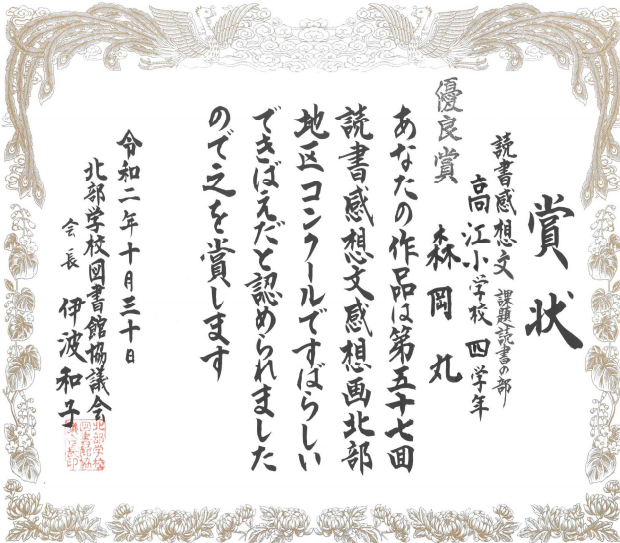 賞状
読書感想文 課題読書の部
高江小学校 四学年
優良賞 森岡丸
あなたの作品は第五十七回
読書感想文感想画北部
地区コンクールですばらしい
できばえだと認められました
ので之を賞します
令和二年十月三十日
北部学校図書館協議会
会長 伊波和子